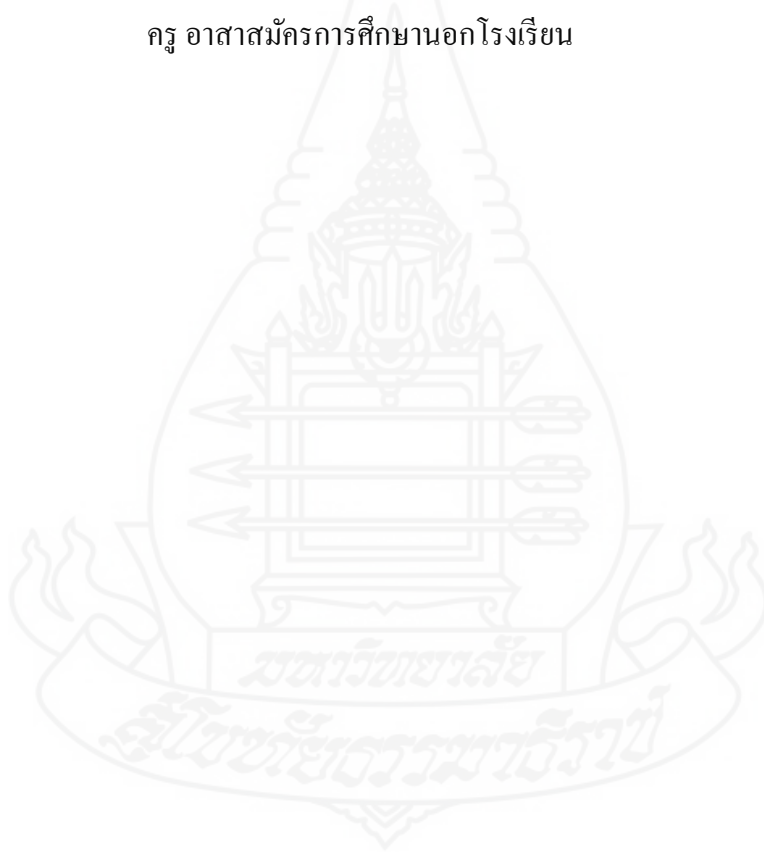 ครู อาสาสมัครการศึกษานอกโรงเรียน
มหาวิทยาลัย
สุโขทัยธรรมาธิราช